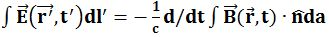 ∫E⃗(r⃗′,t′)dl′ = −1/c d/dt ∫B⃗(r⃗,t) · n̂da